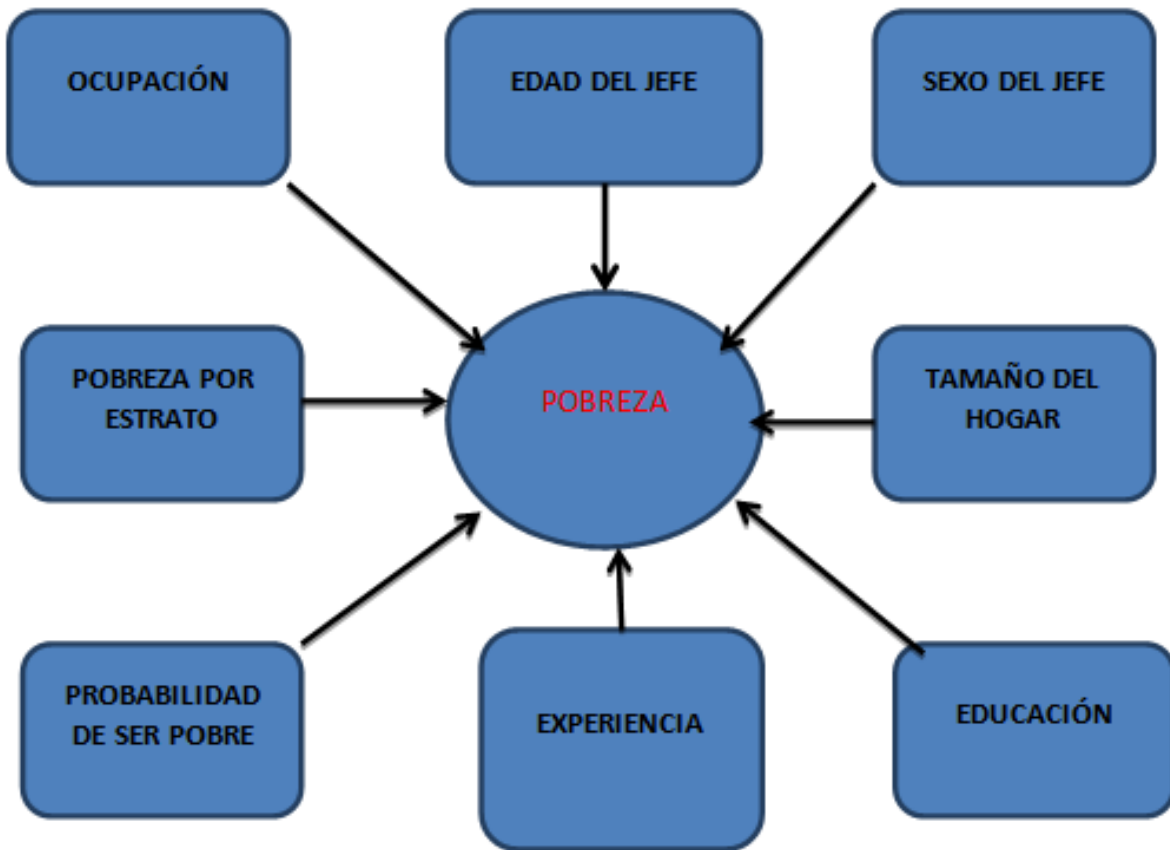 OCUPACIÓN
EDAD DEL JEFE
SEXO DEL JEFE
POBREZA POR
ESTRATO
POBREZA
TAMAÑO DEL
HOGAR
PROBABILIDAD
DE SER POBRE
EXPERIENCIA
EDUCACIÓN